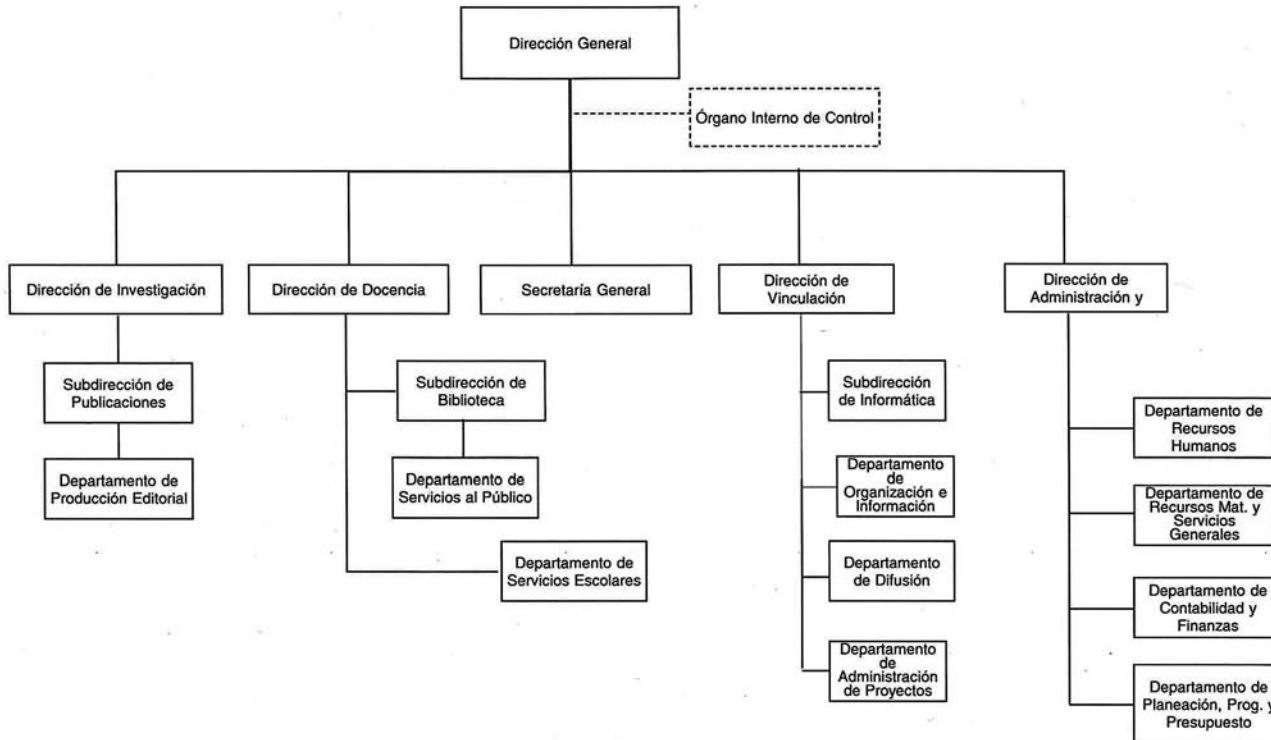 Dirección General
Órgano Interno de Control
Dirección de Investigación
Dirección de Docencia
Secretaría General
Dirección de
Vinculación
Dirección de
Administración y
Subdirección de
Publicaciones
Departamento de
Producción Editorial
Subdirección de
Biblioteca
Departamento de
Servicios al Público
Departamento de
Servicios Escolares
Subdirección
de Informática
Departamento
de
Organización e
Información
Departamento
de Difusión
Departamento
de
Administración
de Proyectos
Departamento de
Recursos
Humanos
Departamento de
Recursos Mat. y
Servicios
Generales
Departamento de
Contabilidad y
Finanzas
Departamento de
Planeación, Prog. y
Presupuesto